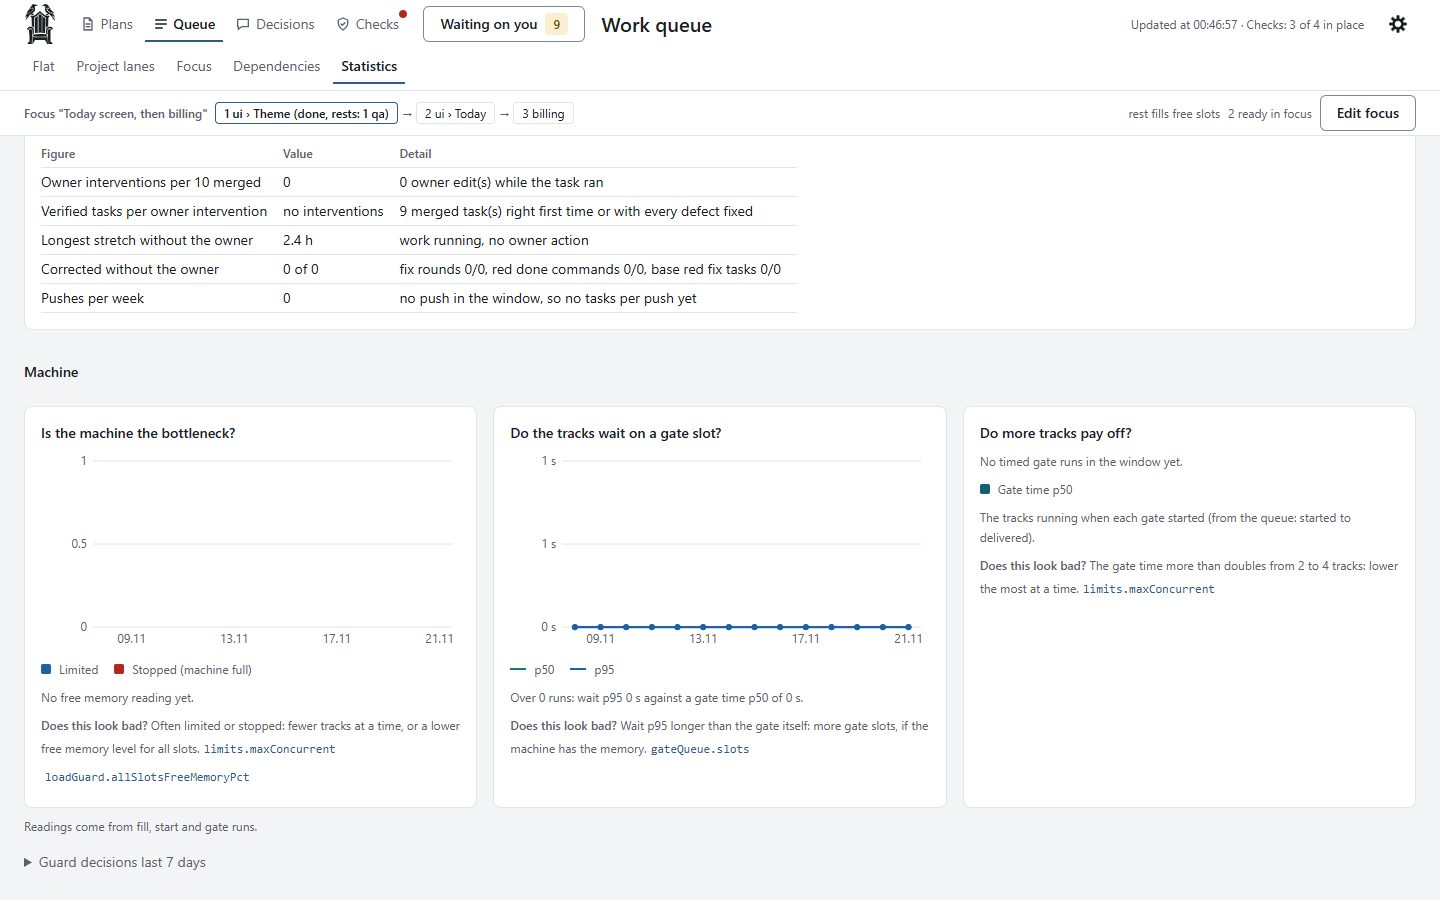 Plans
Queue
Decisions
Checks
Waiting on you 9
Work queue
Updated at 00:46:57 · Checks: 3 of 4 in place
Flat
Project lanes
Focus
Dependencies
Statistics
Focus "Today screen, then billing"
1 ui › Theme (done, rests: 1 qa)
→
2 ui › Today
→
3 billing
rest fills free slots
2 ready in focus
Edit focus
Figure Value Detail
Owner interventions per 10 merged 0 0 owner edit(s) while the task ran
Verified tasks per owner intervention no interventions 9 merged task(s) right first time or with every defect fixed
Longest stretch without the owner 2.4 h work running, no owner action
Corrected without the owner 0 of 0 fix rounds 0/0, red done commands 0/0, base red fix tasks 0/0
Pushes per week 0 no push in the window, so no tasks per push yet
Machine
Is the machine the bottleneck?
1
0.5
0
09.11 13.11 17.11 21.11
Limited Stopped (machine full)
No free memory reading yet.
Does this look bad? Often limited or stopped: fewer tracks at a time, or a lower
free memory level for all slots. limits.maxConcurrent
loadGuard.allSlotsFreeMemoryPct
Do the tracks wait on a gate slot?
1 s
1 s
0 s
09.11 13.11 17.11 21.11
p50 p95
Over 0 runs: wait p95 0 s against a gate time p50 of 0 s.
Does this look bad? Wait p95 longer than the gate itself: more gate slots, if the
machine has the memory. gateQueue.slots
Do more tracks pay off?
No timed gate runs in the window yet.
Gate time p50
The tracks running when each gate started (from the queue: started to
delivered).
Does this look bad? The gate time more than doubles from 2 to 4 tracks: lower
the most at a time. limits.maxConcurrent
Readings come from fill, start and gate runs.
Guard decisions last 7 days